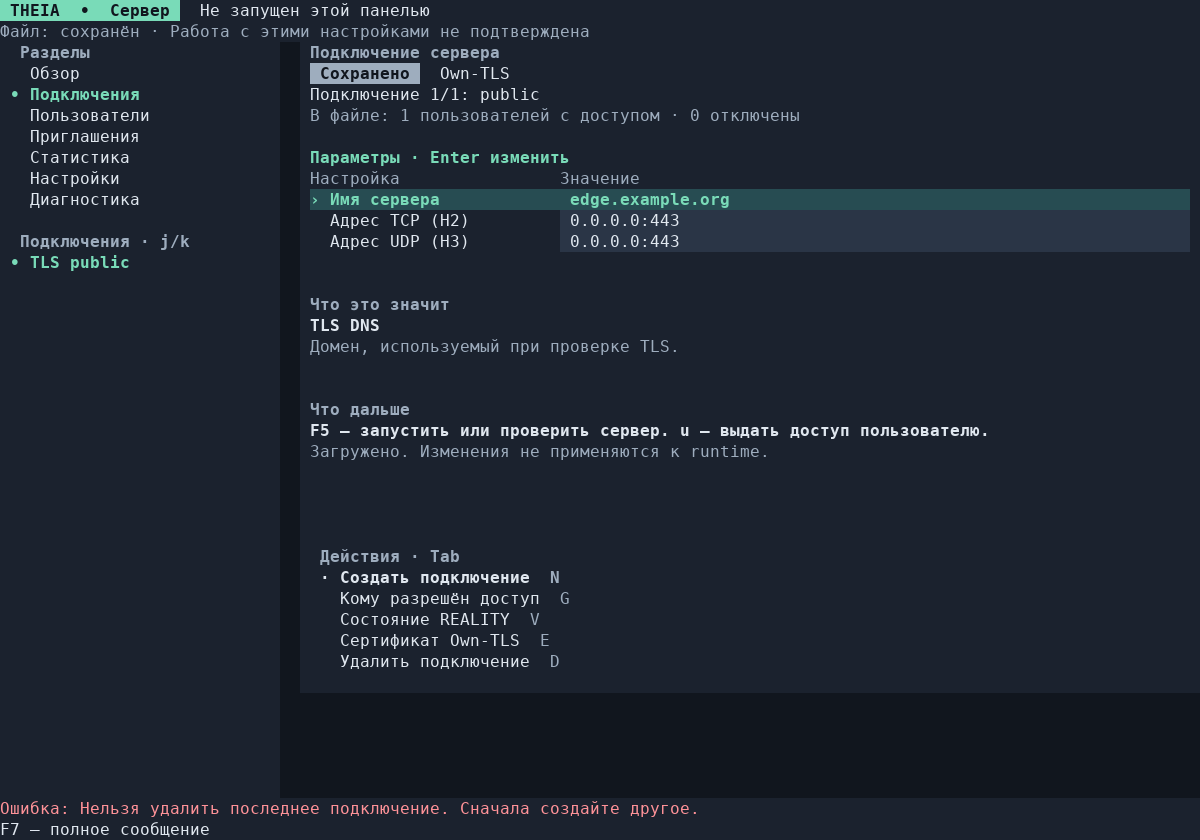 THEIA • Сервер Не запущен этой панелью
Файл: сохранён · Работа с этими настройками не подтверждена
Разделы
Обзор
• Подключения
Пользователи
Приглашения
Статистика
Настройки
Диагностика
Подключения · j/k
• TLS public
Подключение сервера
Сохранено Own-TLS
Подключение 1/1: public
В файле: 1 пользователей с доступом · 0 отключены
Параметры · Enter изменить
Настройка Значение
› Имя сервера edge.example.org
Адрес TCP (H2) 0.0.0.0:443
Адрес UDP (H3) 0.0.0.0:443
Что это значит
TLS DNS
Домен, используемый при проверке TLS.
Что дальше
F5 — запустить или проверить сервер. u — выдать доступ пользователю.
Загружено. Изменения не применяются к runtime.
Действия · Tab
· Создать подключение N
Кому разрешён доступ G
Состояние REALITY V
Сертификат Own-TLS E
Удалить подключение D
Ошибка: Нельзя удалить последнее подключение. Сначала создайте другое.
F7 — полное сообщение